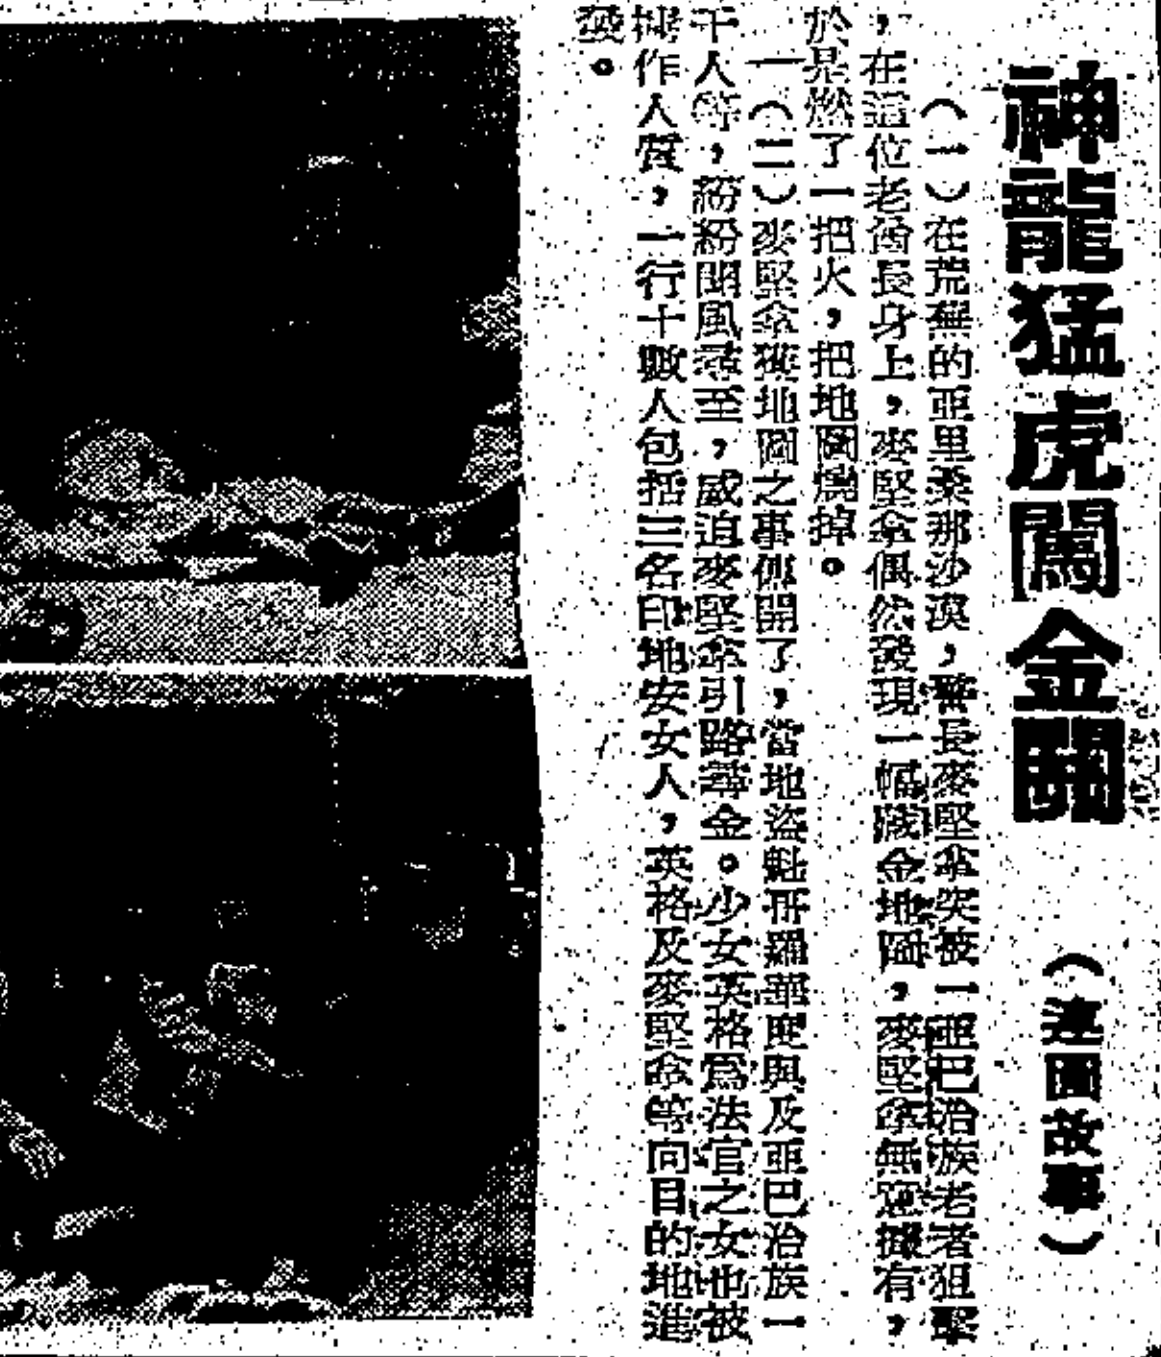 神龍猛虎闖金關
（連圖故事）
（一）在荒蕪的亞里桑那沙漠，警長麥堅拿突被一亞巴治族老者狙擊
，在這位老酋長身上，麥堅拿偶然發現一幅藏金地圖，麥堅拿無意擁有，
於是燃了一把火，把地圖燒掉。
（二）麥堅拿獲地圖之事傳開了，當地盜魁哥羅華度與及亞巴治族一
干人等，紛紛聞風尋至，威迫麥堅拿引路尋金。少女英格爲法官之女也被
擄作人質，一行十數人包括三名印地安女人，英格及麥堅拿等向目的地進
發。